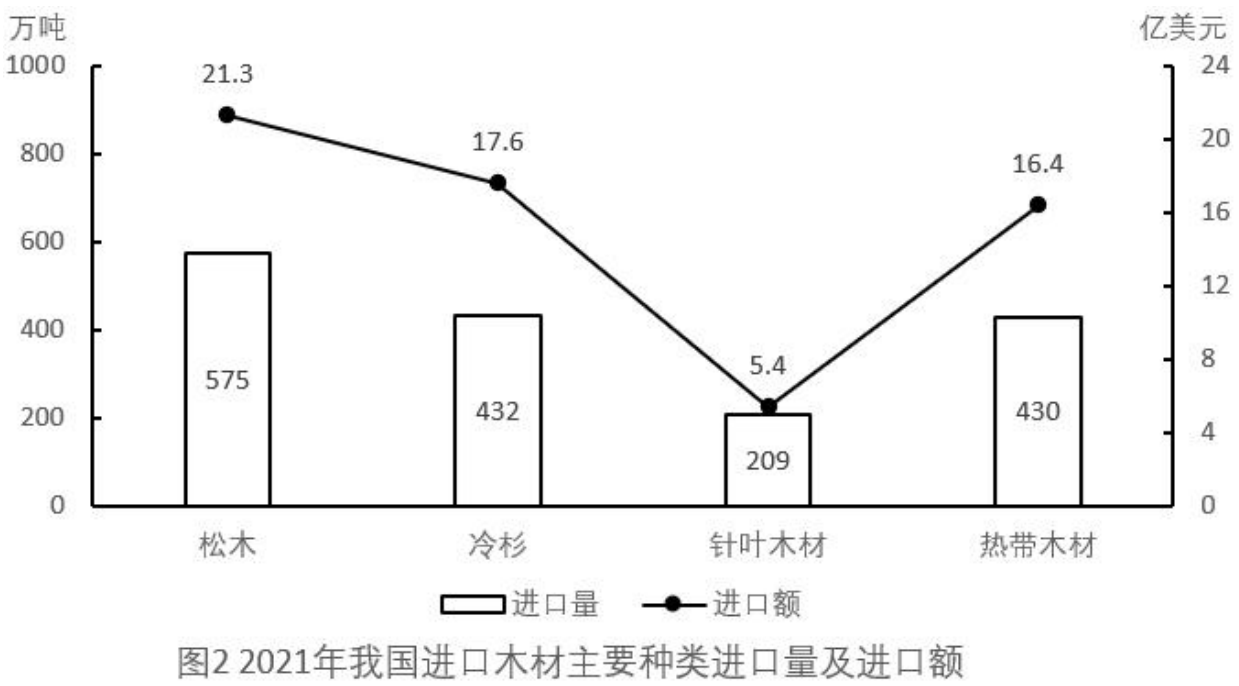 万吨 亿美元
1000 21.3 24
800 17.6 16.4 20
600 16
400 12
200 5.4 8
0 4
575 432 209 430 0
松木 冷杉 针叶木材 热带木材
进口量 进口额
图2 2021年我国进口木材主要种类进口量及进口额